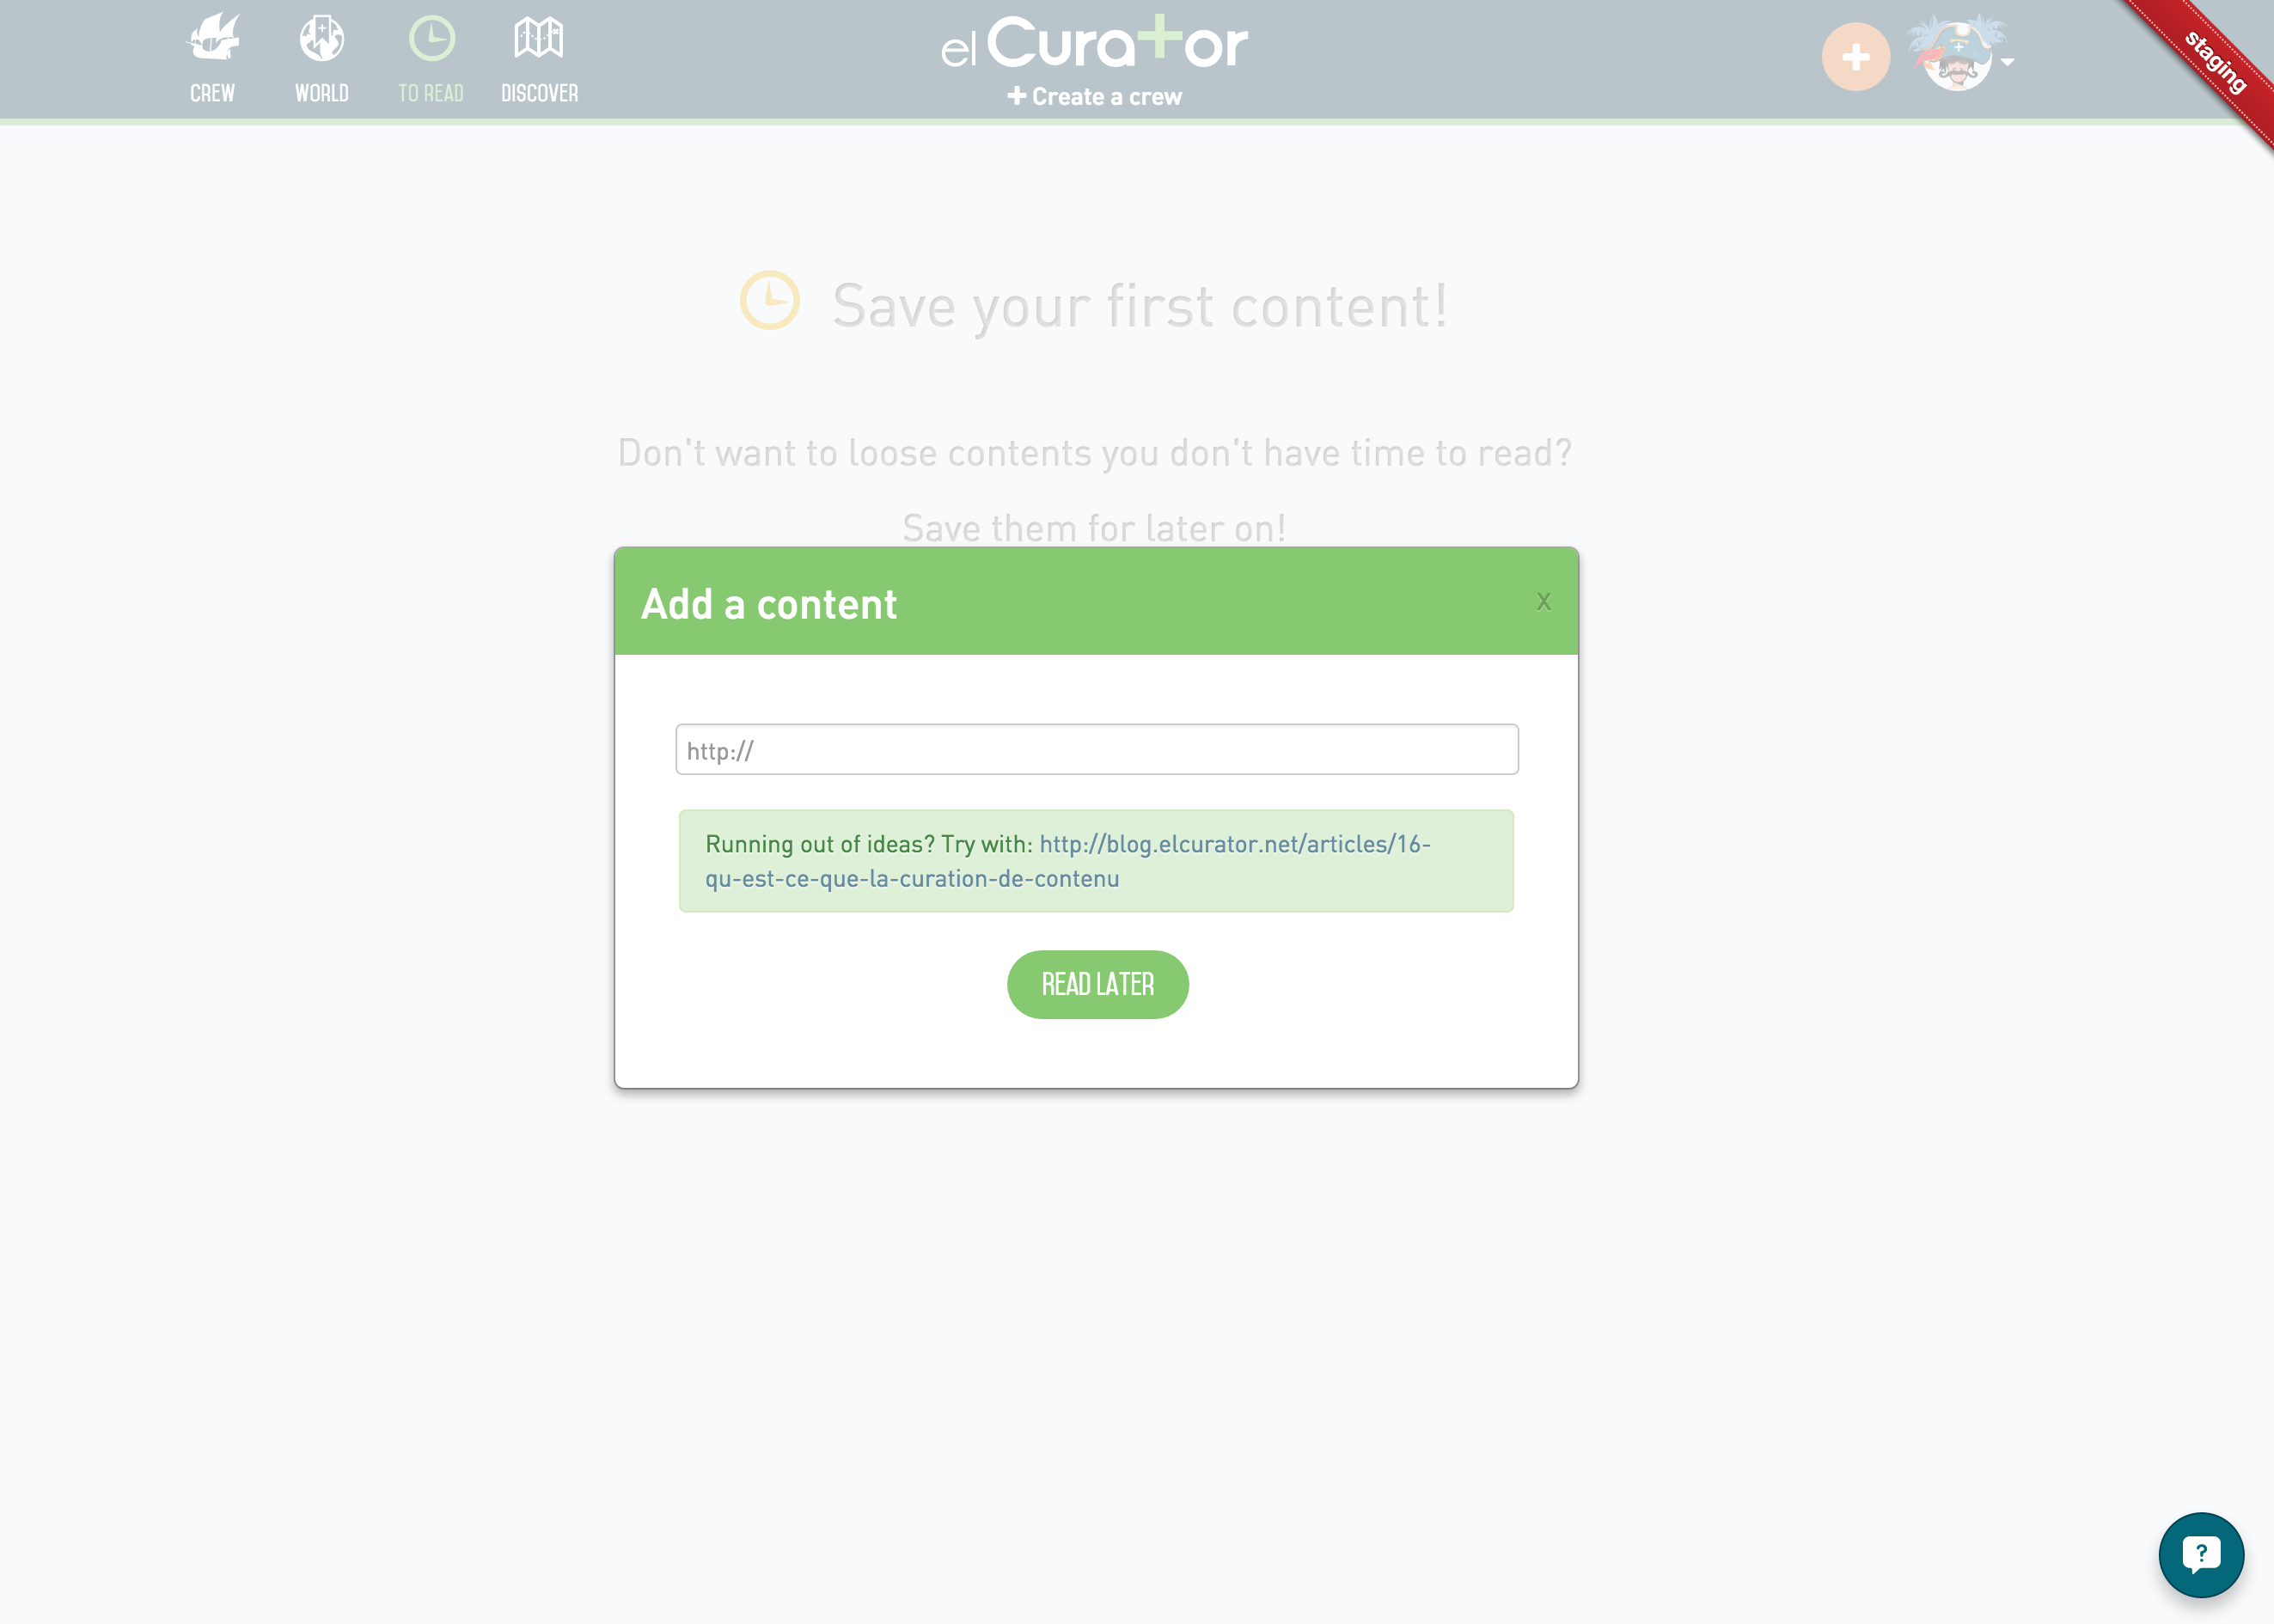 CREW
WORLD
TO READ
DISCOVER
el Curator
+ Create a crew
staging
Save your first content!
Don't want to loose contents you don't have time to read?
Save them for later on!
Add a content
x
http://
Running out of ideas? Try with: http://blog.elcurator.net/articles/16-
qu-est-ce-que-la-curation-de-contenu
READ LATER
?